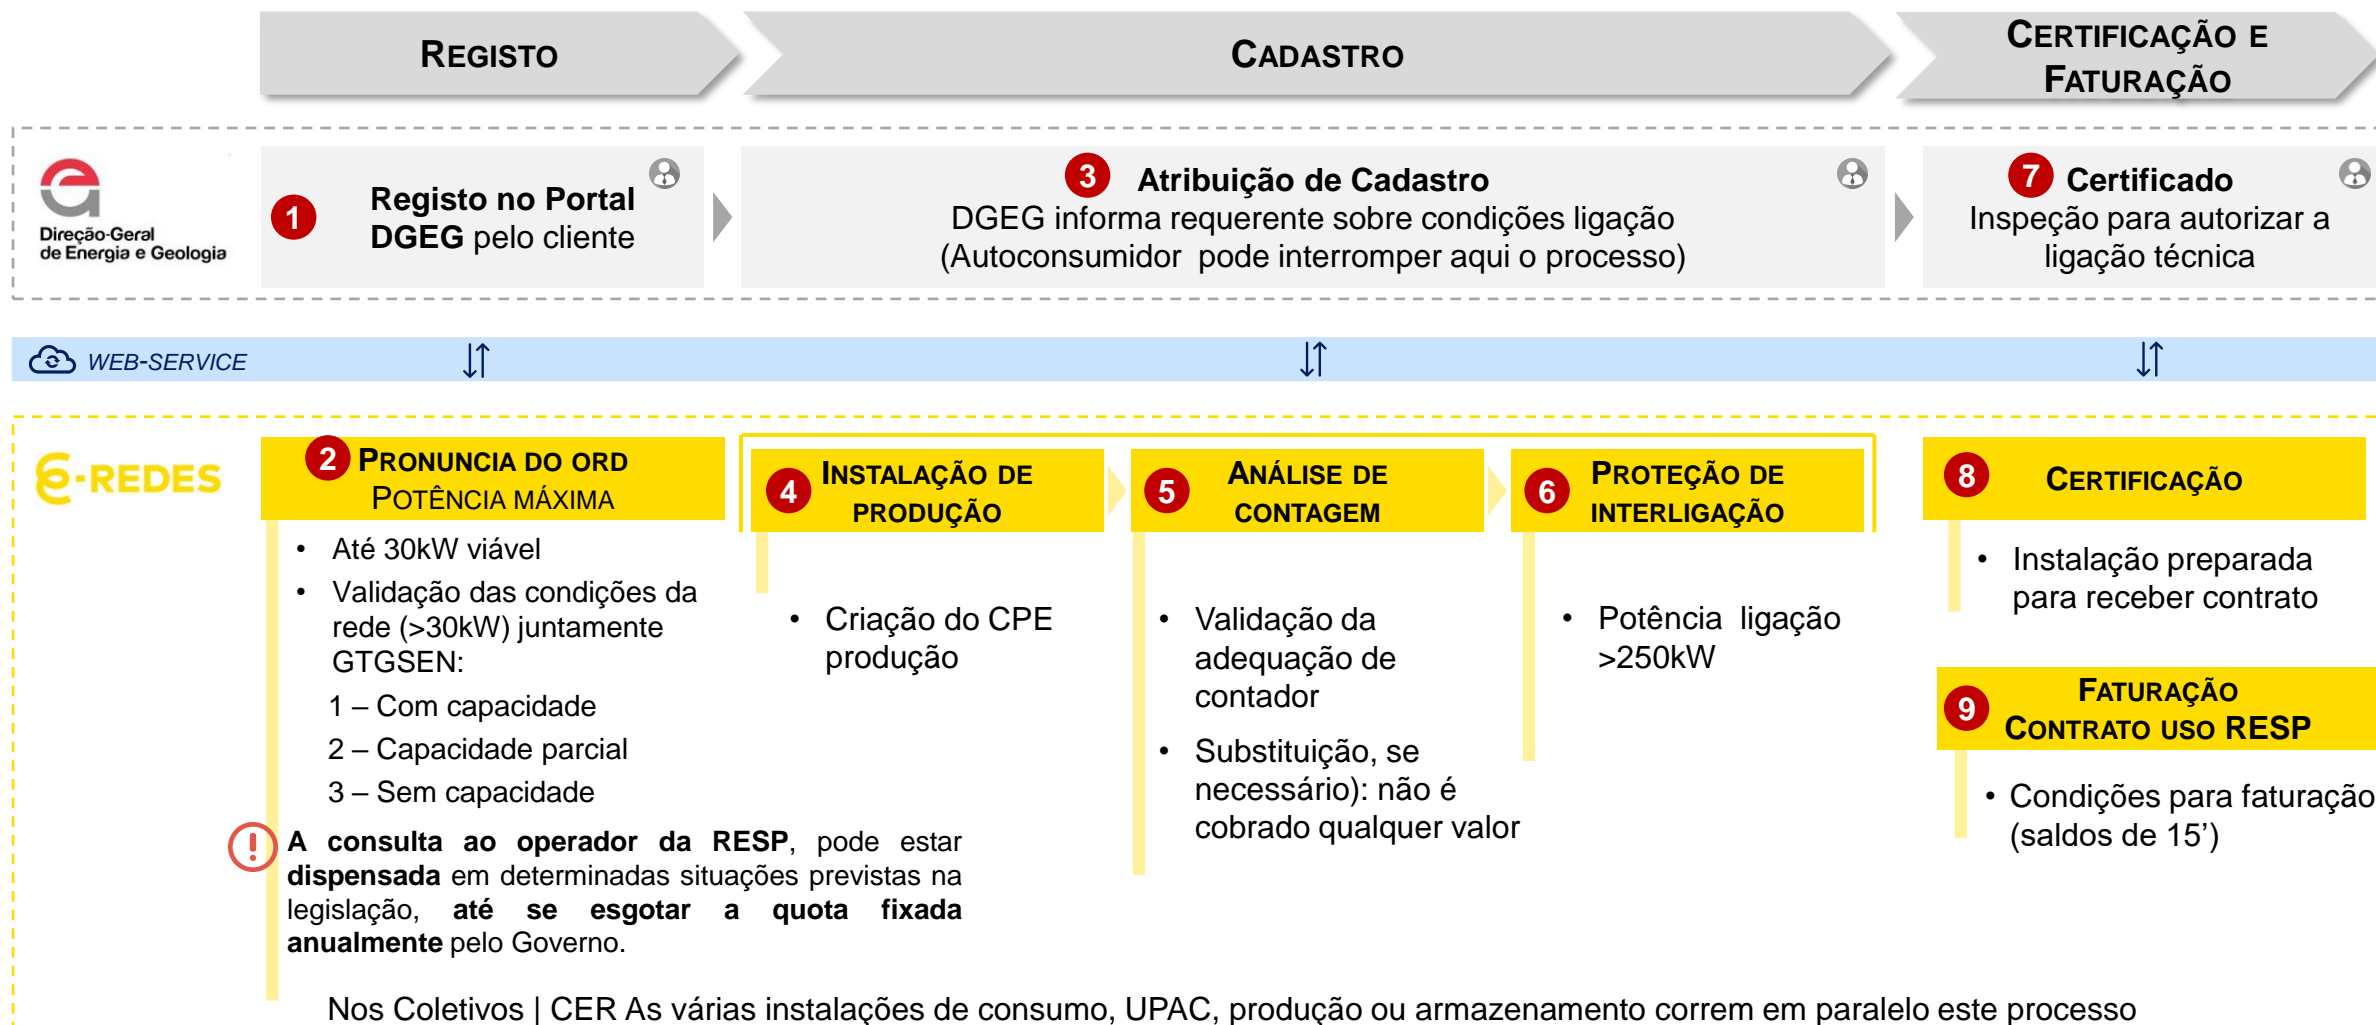 REGISTO
CADASTRO
CERTIFICAÇÃO E
FATURAÇÃO
Direção-Geral
de Energia e Geologia
1
Registo no Portal
DGEG pelo cliente
3 Atribuição de Cadastro
DGEG informa requerente sobre condições ligação
(Autoconsumidor pode interromper aqui o processo)
7 Certificado
Inspeção para autorizar a
ligação técnica
WEB-SERVICE
E-REDES
2 PRONUNCIA DO ORD
POTÊNCIA MÁXIMA
• Até 30kW viável
• Validação das condições da
rede (>30kW) juntamente
GTGSEN:
1 – Com capacidade
2 – Capacidade parcial
3 – Sem capacidade
A consulta ao operador da RESP, pode estar
dispensada em determinadas situações previstas na
legislação, até se esgotar a quota fixada
anualmente pelo Governo.
4 INSTALAÇÃO DE
PRODUÇÃO
• Criação do CPE
produção
5 ANÁLISE DE
CONTAGEM
• Validação da
adequação de
contador
• Substituição, se
necessário): não é
cobrado qualquer valor
6 PROTEÇÃO DE
INTERLIGAÇÃO
• Potência ligação
>250kW
8 CERTIFICAÇÃO
• Instalação preparada
para receber contrato
9 FATURAÇÃO
CONTRATO USO RESP
• Condições para faturação
(saldos de 15’)
Nos Coletivos | CER As várias instalações de consumo, UPAC, produção ou armazenamento correm em paralelo este processo